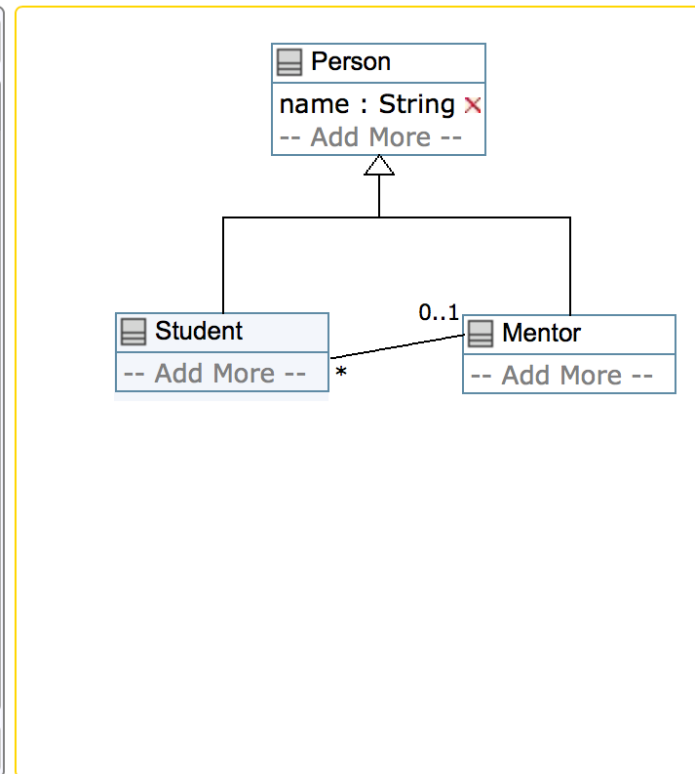 Person
name : String
-- Add More --
0..1
Student
Mentor
-- Add More --
*
-- Add More --